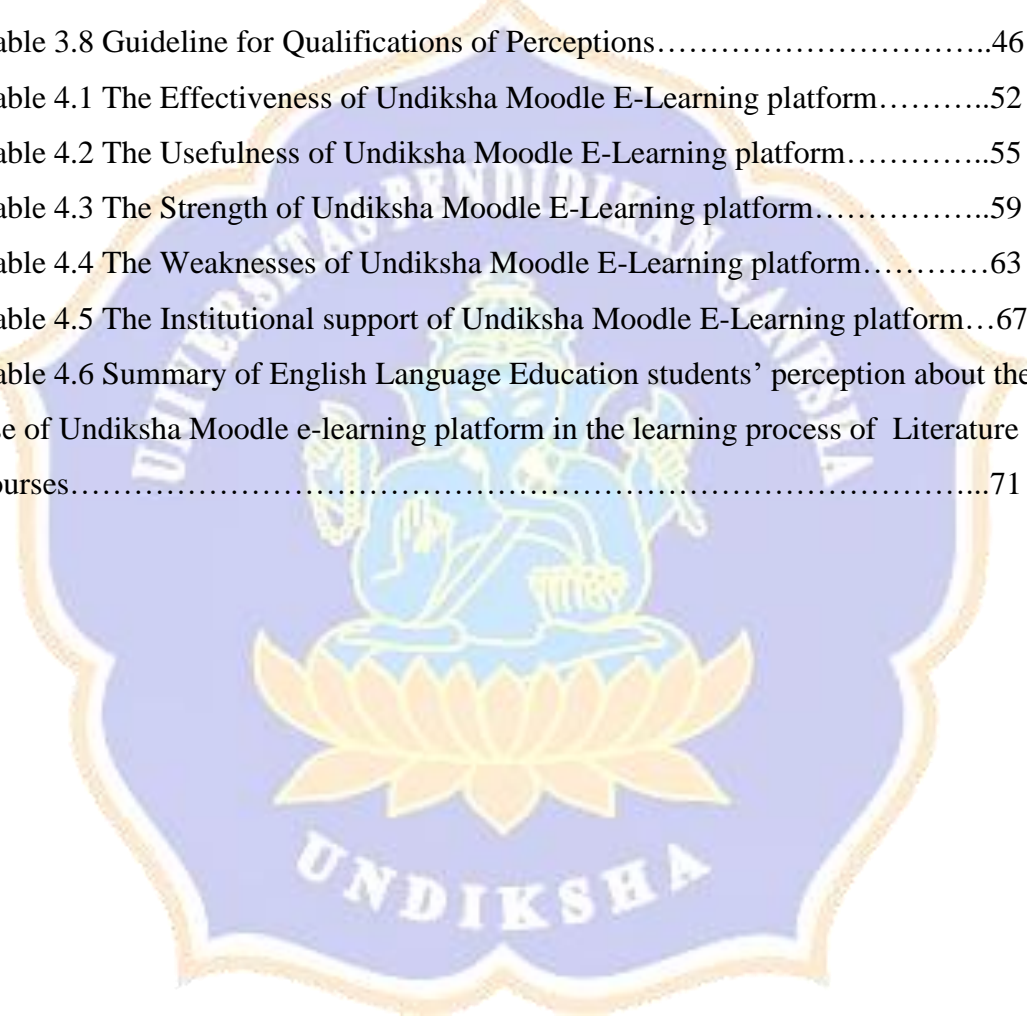 able 3.8 Guideline for Qualifications of Perceptions…………………………..46
able 4.1 The Effectiveness of Undiksha Moodle E-Learning platform………..52
able 4.2 The Usefulness of Undiksha Moodle E-Learning platform…………..55
able 4.3 The Strength of Undiksha Moodle E-Learning platform……………..59
able 4.4 The Weaknesses of Undiksha Moodle E-Learning platform…………63
able 4.5 The Institutional support of Undiksha Moodle E-Learning platform…67
able 4.6 Summary of English Language Education students’ perception about the
se of Undiksha Moodle e-learning platform in the learning process of Literature
ourses…………………………………………………………………………...71
UNIVERSITAS PENDIDIKAN GANESHA
UNDIKSHA